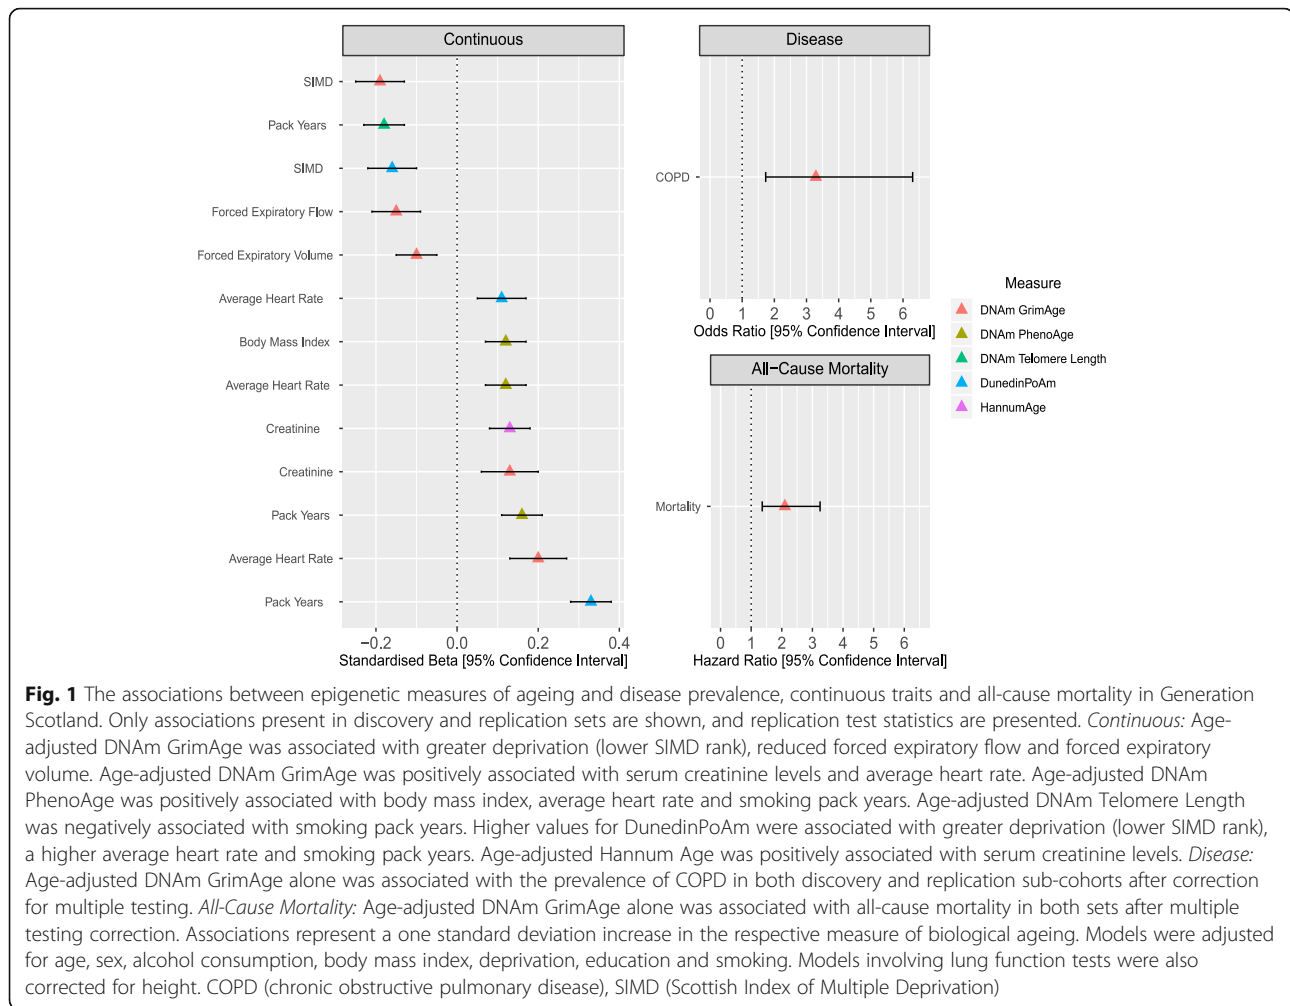 Continuous
SIMD
Pack Years
SIMD
Forced Expiratory Flow
Forced Expiratory Volume
Average Heart Rate
Body Mass Index
Average Heart Rate
Creatinine
Creatinine
Pack Years
Average Heart Rate
Pack Years
−0.2 0.0 0.2 0.4
Standardised Beta [95% Confidence Interval]
Disease
COPD
0 1 2 3 4 5 6
Odds Ratio [95% Confidence Interval]
All−Cause Mortality
Mortality
0 1 2 3 4 5 6
Hazard Ratio [95% Confidence Interval]
Measure
DNAm GrimAge
DNAm PhenoAge
DNAm Telomere Length
DunedinPoAm
HannumAge
Fig. 1 The associations between epigenetic measures of ageing and disease prevalence, continuous traits and all-cause mortality in Generation
Scotland. Only associations present in discovery and replication sets are shown, and replication test statistics are presented. Continuous: Age-
adjusted DNAm GrimAge was associated with greater deprivation (lower SIMD rank), reduced forced expiratory flow and forced expiratory
volume. Age-adjusted DNAm GrimAge was positively associated with serum creatinine levels and average heart rate. Age-adjusted DNAm
PhenoAge was positively associated with body mass index, average heart rate and smoking pack years. Age-adjusted DNAm Telomere Length
was negatively associated with smoking pack years. Higher values for DunedinPoAm were associated with greater deprivation (lower SIMD rank),
a higher average heart rate and smoking pack years. Age-adjusted Hannum Age was positively associated with serum creatinine levels. Disease:
Age-adjusted DNAm GrimAge alone was associated with the prevalence of COPD in both discovery and replication sub-cohorts after correction
for multiple testing. All-Cause Mortality: Age-adjusted DNAm GrimAge alone was associated with all-cause mortality in both sets after multiple
testing correction. Associations represent a one standard deviation increase in the respective measure of biological ageing. Models were adjusted
for age, sex, alcohol consumption, body mass index, deprivation, education and smoking. Models involving lung function tests were also
corrected for height. COPD (chronic obstructive pulmonary disease), SIMD (Scottish Index of Multiple Deprivation)